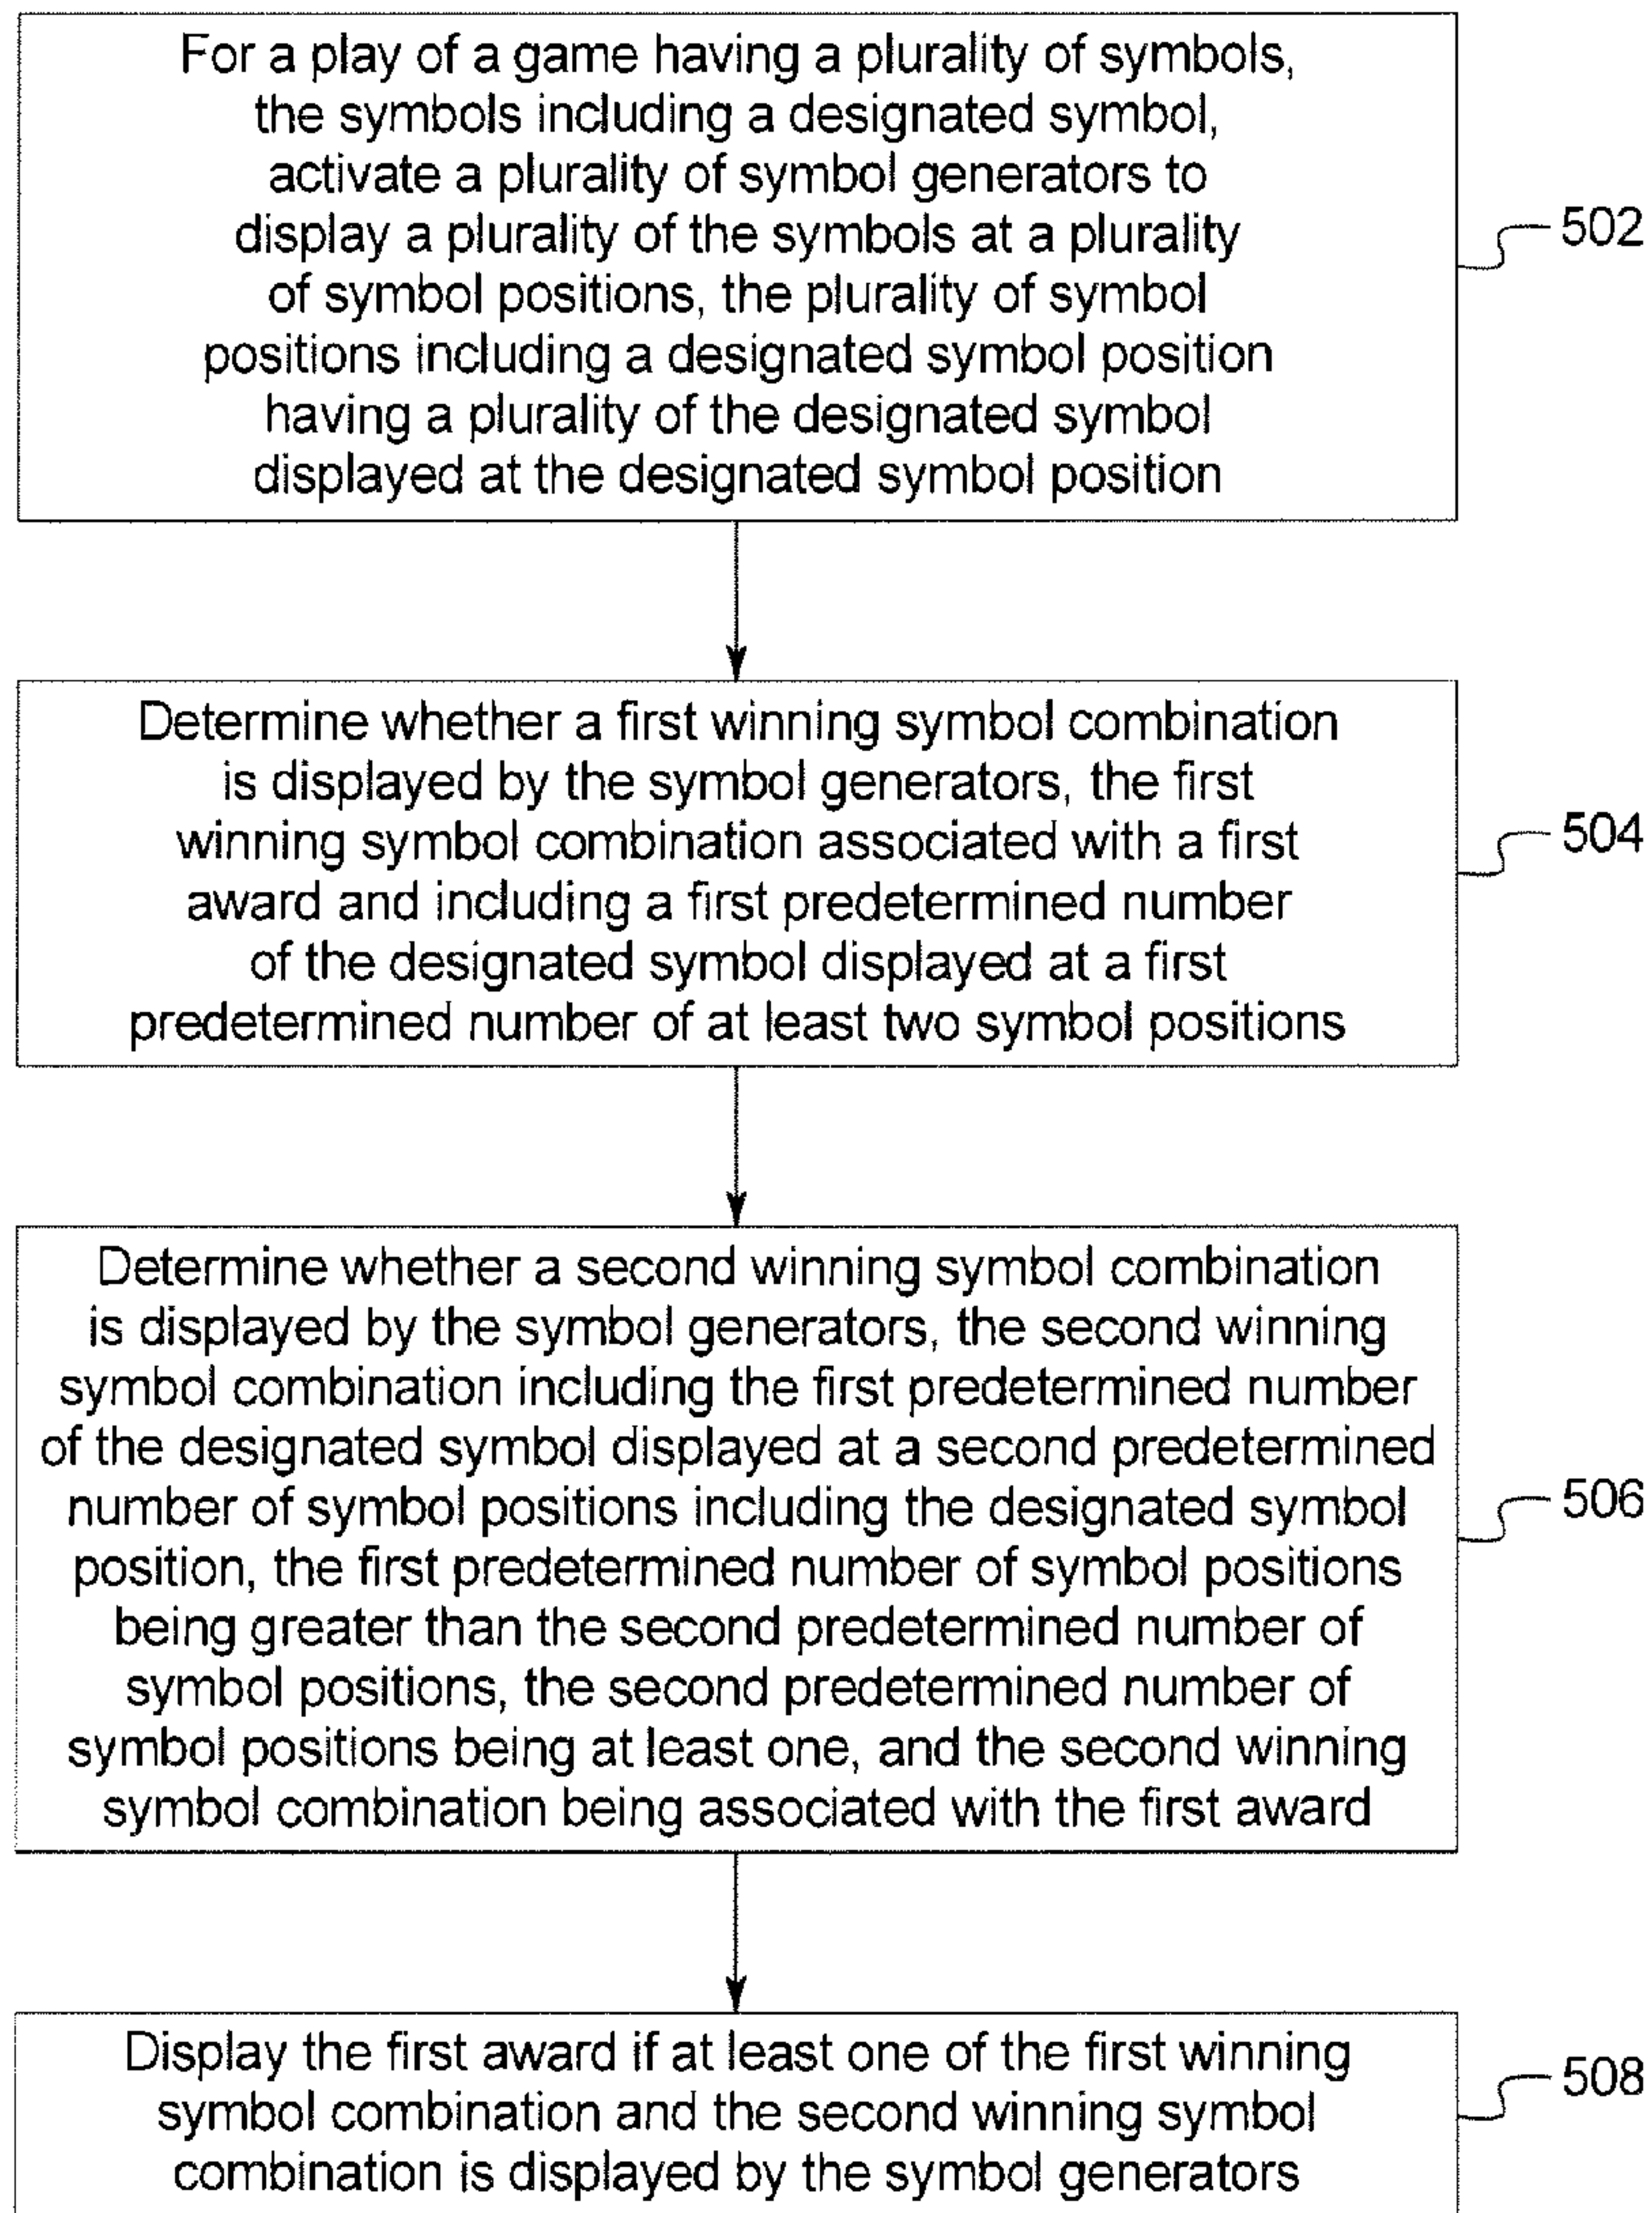 For a play of a game having a plurality of symbols,
the symbols including a designated symbol,
activate a plurality of symbol generators to
display a plurality of the symbols at a plurality
of symbol positions, the plurality of symbol
positions including a designated symbol position
having a plurality of the designated symbol
displayed at the designated symbol position
502
Determine whether a first winning symbol combination
is displayed by the symbol generators, the first
winning symbol combination associated with a first
award and including a first predetermined number
of the designated symbol displayed at a first
predetermined number of at least two symbol positions
504
Determine whether a second winning symbol combination
is displayed by the symbol generators, the second winning
symbol combination including the first predetermined number
of the designated symbol displayed at a second predetermined
number of symbol positions including the designated symbol
position, the first predetermined number of symbol positions
being greater than the second predetermined number of
symbol positions, the second predetermined number of
symbol positions being at least one, and the second winning
symbol combination being associated with the first award
506
Display the first award if at least one of the first winning
symbol combination and the second winning symbol
combination is displayed by the symbol generators
508